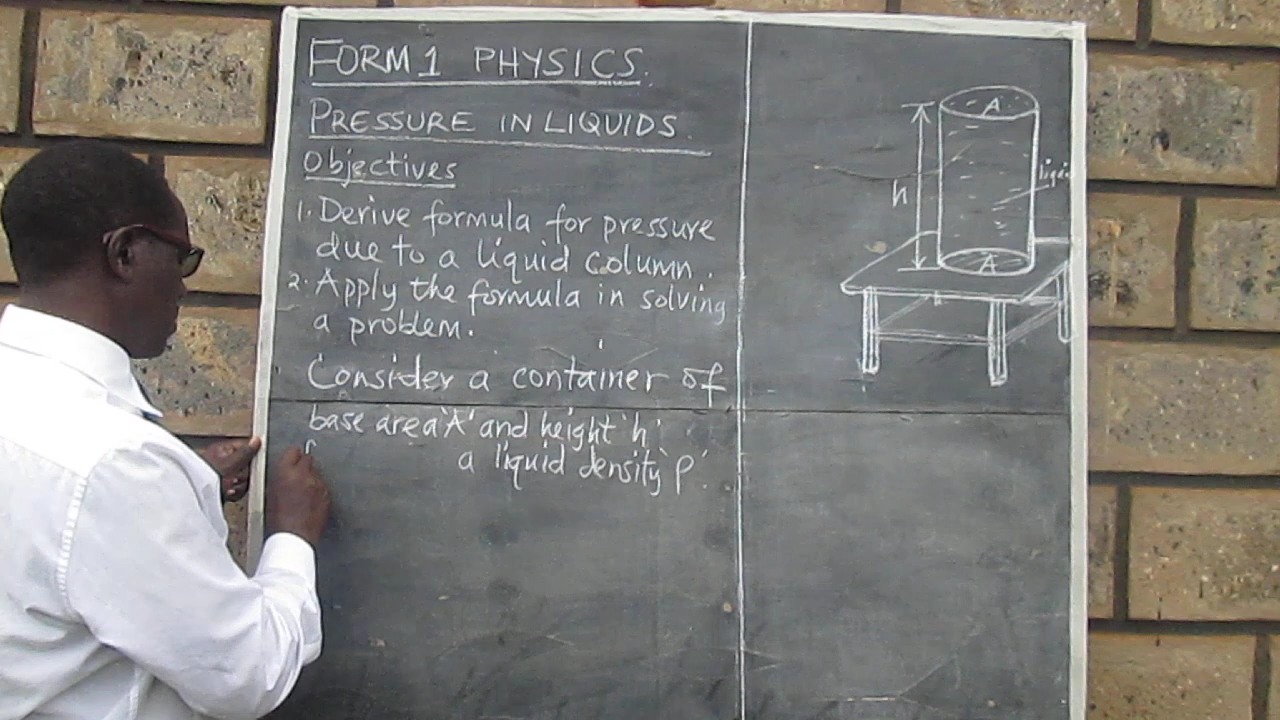 FORM 1 PHYSICS.
PRESSURE IN LIQUIDS.
Objectives
1. Derive formula for pressure
due to a liquid column.
2. Apply the formula in solving
a problem.
Consider a container of
base area 'A' and height 'h'
a liquid density 'ρ'.
A
h
A